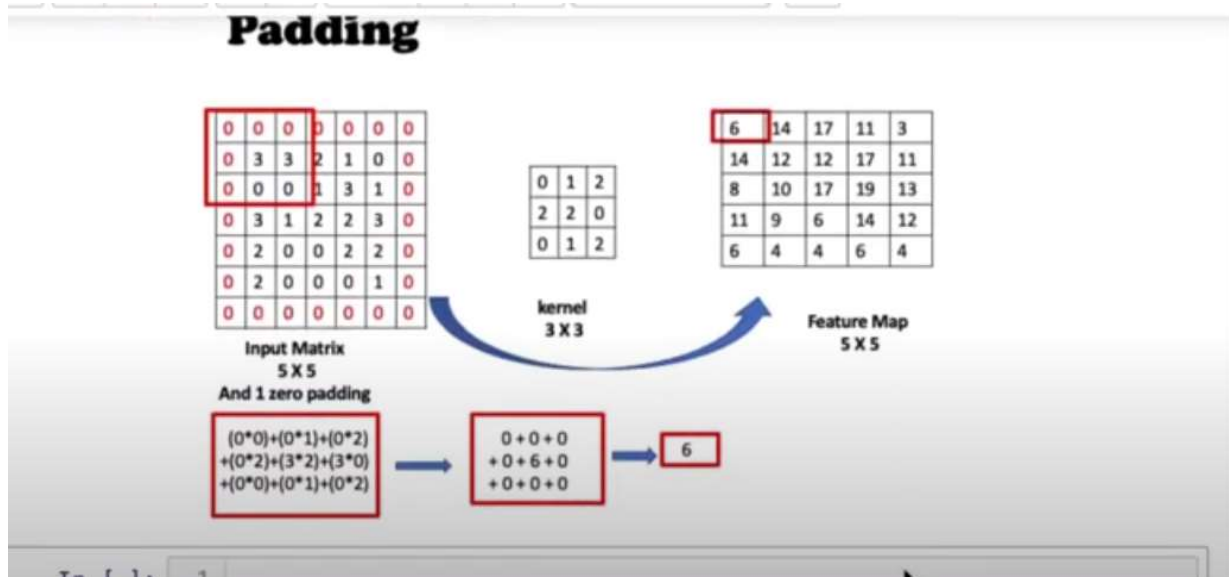 Padding
0 0 0 0 0 0 0
0 3 3 2 1 0 0
0 0 0 1 3 1 0
0 3 1 2 2 3 0
0 2 0 0 2 2 0
0 2 0 0 0 1 0
0 0 0 0 0 0 0
Input Matrix
5 X 5
And 1 zero padding
0 1 2
2 2 0
0 1 2
kernel
3 X 3
6 14 17 11 3
14 12 12 17 11
8 10 17 19 13
11 9 6 14 12
6 4 4 6 4
Feature Map
5 X 5
(0*0)+(0*1)+(0*2)
+(0*2)+(3*2)+(3*0)
+(0*0)+(0*1)+(0*2)
0 + 0 + 0
+ 0 + 6 + 0
+ 0 + 0 + 0
6